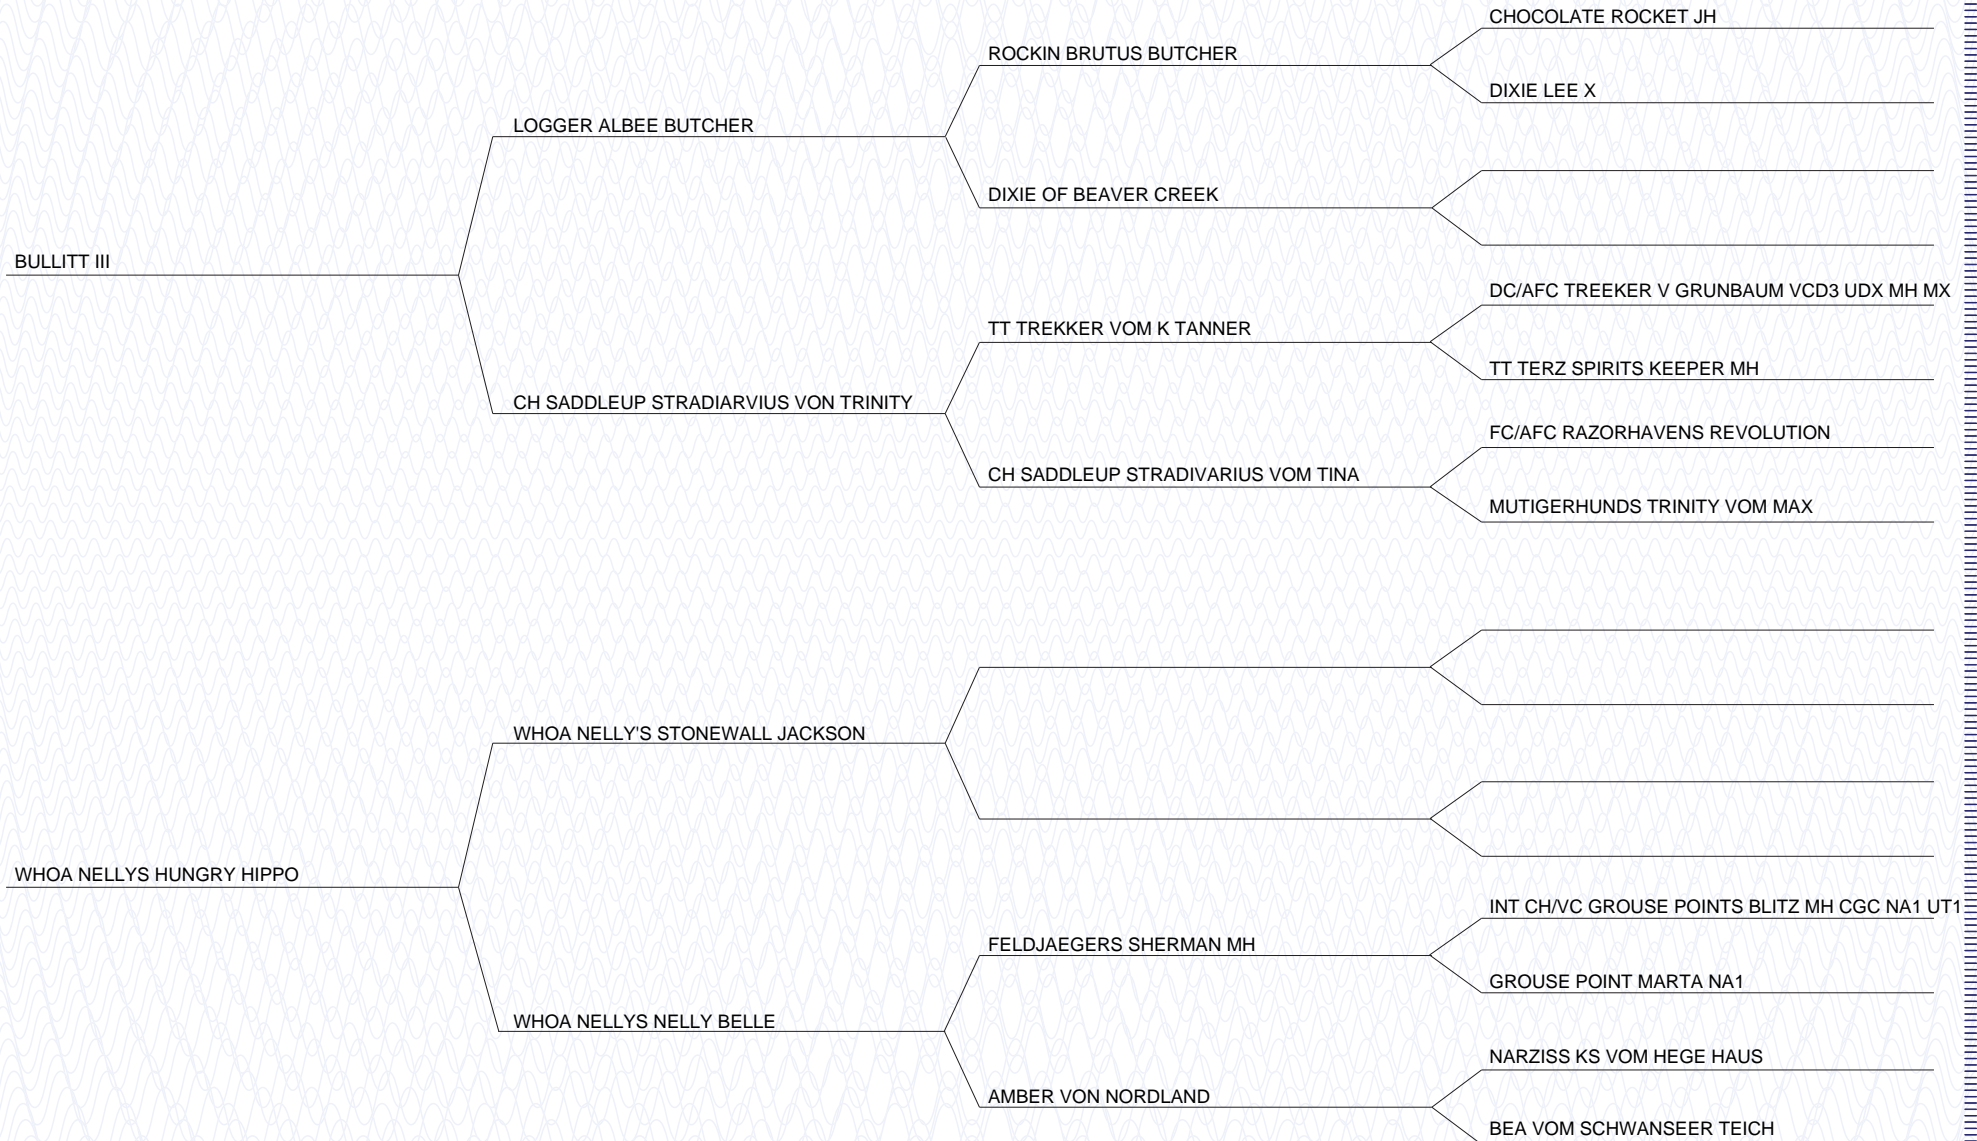 CHOCOLATE ROCKET JH
ROCKIN BRUTUS BUTCHER
DIXIE LEE X
LOGGER ALBEE BUTCHER
DIXIE OF BEAVER CREEK
BULLITT III
DC/AFC TREEKER V GRUNBAUM VCD3 UDX MH MX
TT TREKKER VOM K TANNER
TT TERZ SPIRITS KEEPER MH
CH SADDLEUP STRADIARVIUS VON TRINITY
FC/AFC RAZORHAVENS REVOLUTION
CH SADDLEUP STRADIVARIUS VOM TINA
MUTIGERHUNDS TRINITY VOM MAX
WHOA NELLY'S STONEWALL JACKSON
WHOA NELLYS HUNGRY HIPPO
INT CH/VC GROUSE POINTS BLITZ MH CGC NA1 UT1
FELDJAEGERS SHERMAN MH
GROUSE POINT MARTA NA1
WHOA NELLYS NELLY BELLE
NARZISS KS VOM HEGE HAUS
AMBER VON NORDLAND
BEA VOM SCHWANSEER TEICH